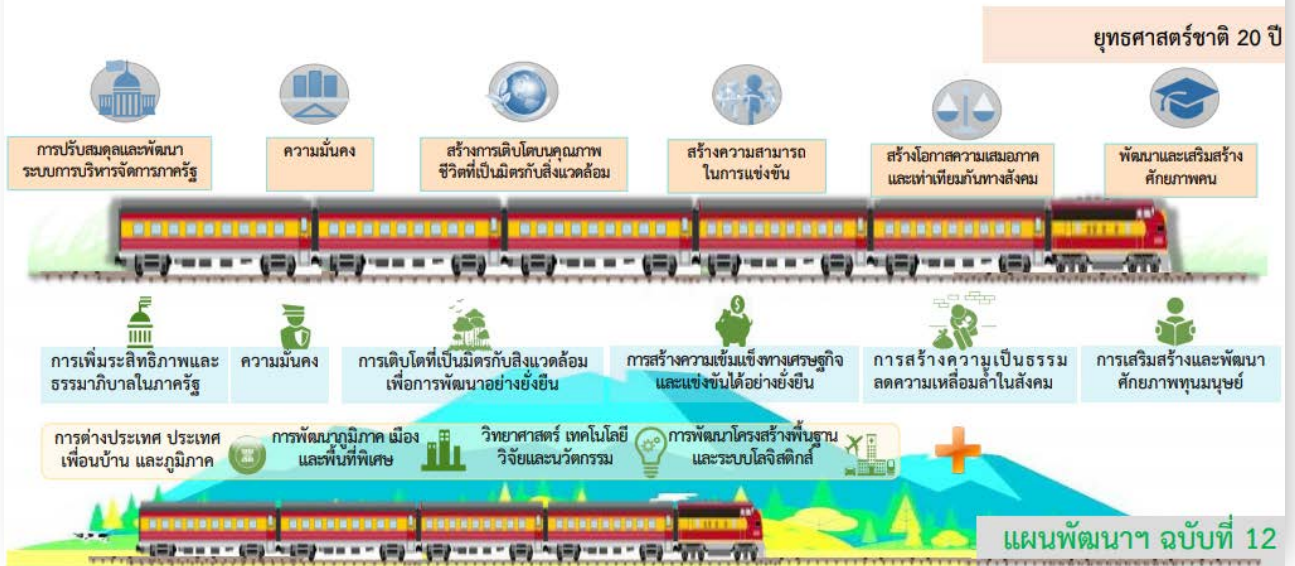 ยุทธศาสตร์ชาติ 20 ปี
การปรับสมดุลและพัฒนา
ระบบการบริหารจัดการภาครัฐ
ความมั่นคง
สร้างการเติบโตบนคุณภาพ
ชีวิตที่เป็นมิตรกับสิ่งแวดล้อม
สร้างความสามารถ
ในการแข่งขัน
สร้างโอกาสความเสมอภาค
และเท่าเทียมกันทางสังคม
พัฒนาและเสริมสร้าง
ศักยภาพคน
การเพิ่มระสิทธิภาพและ
ธรรมาภิบาลในภาครัฐ
ความมั่นคง
การเติบโตที่เป็นมิตรกับสิ่งแวดล้อม
เพื่อการพัฒนาอย่างยั่งยืน
การสร้างความเข้มแข็งทางเศรษฐกิจ
และแข่งขันได้อย่างยั่งยืน
การสร้างความเป็นธรรม
ลดความเหลื่อมล้ำในสังคม
การเสริมสร้างและพัฒนา
ศักยภาพทุนมนุษย์
การต่างประเทศ ประเทศ
เพื่อนบ้าน และภูมิภาค
การพัฒนาภูมิภาค เมือง
และพื้นที่พิเศษ
วิทยาศาสตร์ เทคโนโลยี
วิจัยและนวัตกรรม
การพัฒนาโครงสร้างพื้นฐาน
และระบบโลจิสติกส์
แผนพัฒนาฯ ฉบับที่ 12